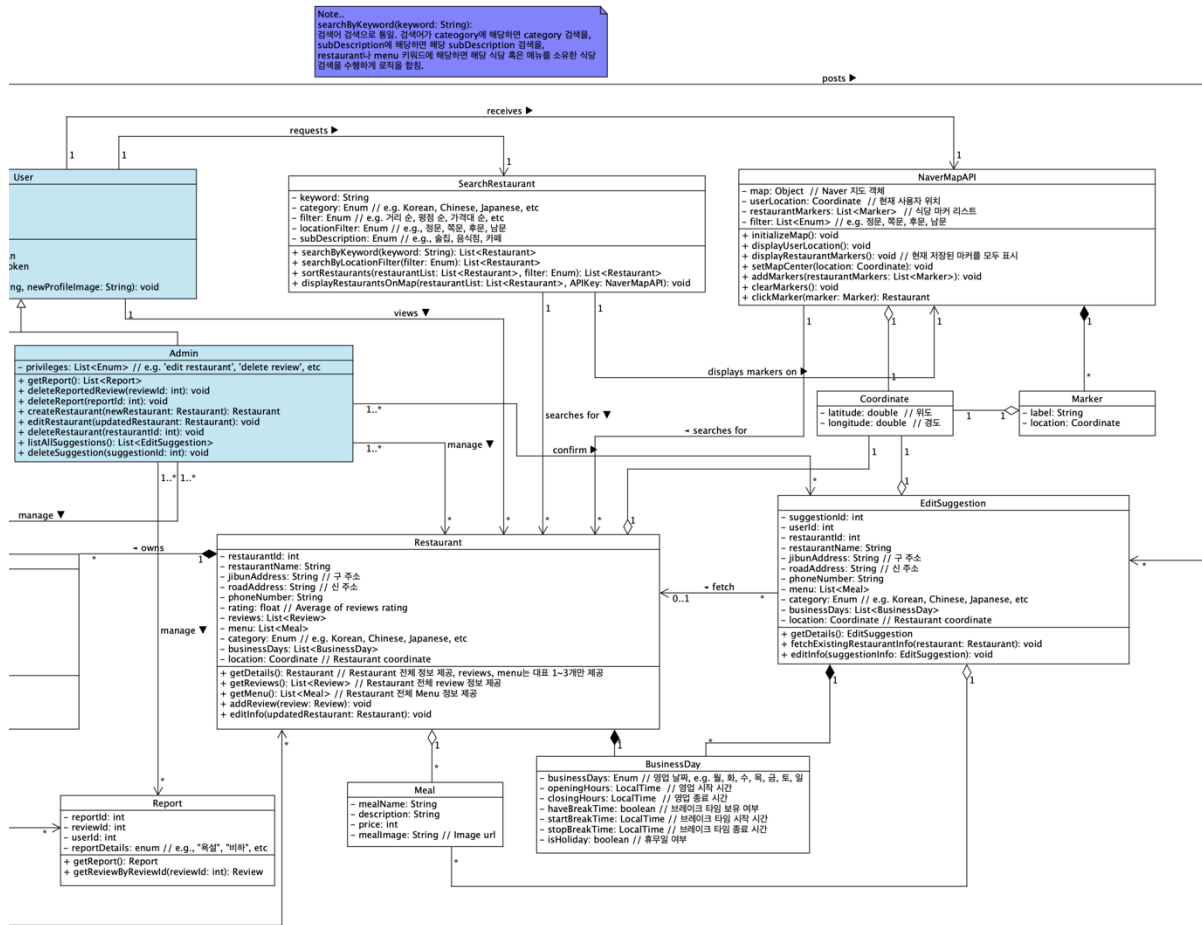 Note..
searchByKeyword(keyword: String):
검색어 검색으로 통일. 검색어가 cateogory에 해당하면 category 검색을,
subDescription에 해당하면 해당 subDescription 검색을,
restaurant나 menu 키워드에 해당하면 해당 식당 혹은 메뉴를 소유한 식당
검색을 수행하게 로직을 합침.
posts ▶
receives ▶
requests ▶
1
1
1
1
User
oken
ng, newProfileImage: String): void
1
SearchRestaurant
- keyword: String
- category: Enum // e.g. Korean, Chinese, Japanese, etc
- filter: Enum // e.g. 거리 순, 평점 순, 가격대 순, etc
- locationFilter: Enum // e.g., 정문, 쪽문, 후문, 남문
- subDescription: Enum // e.g., 술집, 음식점, 카페
+ searchByKeyword(keyword: String): List<Restaurant>
+ searchByLocationFilter(filter: Enum): List<Restaurant>
+ sortRestaurants(restaurantList: List<Restaurant>, filter: Enum): List<Restaurant>
+ displayRestaurantsOnMap(restaurantList: List<Restaurant>, APIKey: NaverMapAPI): void
1
1
NaverMapAPI
- map: Object // Naver 지도 객체
- userLocation: Coordinate // 현재 사용자 위치
- restaurantMarkers: List<Marker> // 식당 마커 리스트
- filter: List<Enum> // e.g. 정문, 쪽문, 후문, 남문
+ initializeMap(): void
+ displayUserLocation(): void
+ displayRestaurantMarkers(): void // 현재 저장된 마커를 모두 표시
+ setMapCenter(location: Coordinate): void
+ addMarkers(restaurantMarkers: List<Marker>): void
+ clearMarkers(): void
+ clickMarker(marker: Marker): Restaurant
1
1
1
1
views ▼
displays markers on ▶
Admin
- privileges: List<Enum> // e.g. 'edit restaurant', 'delete review', etc
+ getReport(): List<Report>
+ deleteReportedReview(reviewId: int): void
+ deleteReport(reportId: int): void
+ createRestaurant(newRestaurant: Restaurant): Restaurant
+ editRestaurant(updatedRestaurant: Restaurant): void
+ deleteRestaurant(restaurantId: int): void
+ listAllSuggestions(): List<EditSuggestion>
+ deleteSuggestion(suggestionId: int): void
1..*
1..*
1..*
1..*
1
*
Coordinate
- latitude: double // 위도
- longitude: double // 경도
1
1
1
1
Marker
- label: String
- location: Coordinate
searches for ▼
◄ searches for
manage ▼
confirm ▶
manage ▼
◄ owns
*
1
*
*
*
*
1
*
1
Restaurant
- restaurantId: int
- restaurantName: String
- jibunAddress: String // 구 주소
- roadAddress: String // 신 주소
- phoneNumber: String
- rating: float // Average of reviews rating
- reviews: List<Review>
- menu: List<Meal>
- category: Enum // e.g. Korean, Chinese, Japanese, etc
- businessDays: List<BusinessDay>
- location: Coordinate // Restaurant coordinate
+ getDetails(): Restaurant // Restaurant 전체 정보 제공, reviews, menu는 대표 1~3개만 제공
+ getReviews(): List<Review> // Restaurant 전체 review 정보 제공
+ getMenu(): List<Meal> // Restaurant 전체 Menu 정보 제공
+ addReview(review: Review): void
+ editInfo(updatedRestaurant: Restaurant): void
◄ fetch
0..1
*
EditSuggestion
- suggestionId: int
- userId: int
- restaurantId: int
- restaurantName: String
- jibunAddress: String // 구 주소
- roadAddress: String // 신 주소
- phoneNumber: String
- menu: List<Meal>
- category: Enum // e.g. Korean, Chinese, Japanese, etc
- businessDays: List<BusinessDay>
- location: Coordinate // Restaurant coordinate
+ getDetails(): EditSuggestion
+ fetchExistingRestaurantInfo(restaurant: Restaurant): void
+ editInfo(suggestionInfo: EditSuggestion): void
*
1
1
manage ▼
*
1
*
1
*
*
*
Report
- reportId: int
- reviewId: int
- userId: int
- reportDetails: enum // e.g., "욕설", "비하", etc
+ getReport(): Report
+ getReviewByReviewId(reviewId: int): Review
*
Meal
- mealName: String
- description: String
- price: int
- mealImage: String // Image url
*
BusinessDay
- businessDays: Enum // 영업 날짜, e.g. 월, 화, 수, 목, 금, 토, 일
- openingHours: LocalTime // 영업 시작 시간
- closingHours: LocalTime // 영업 종료 시간
- haveBreakTime: boolean // 브레이크 타임 보유 여부
- startBreakTime: LocalTime // 브레이크 타임 시작 시간
- stopBreakTime: LocalTime // 브레이크 타임 종료 시간
- isHoliday: boolean // 휴무일 여부